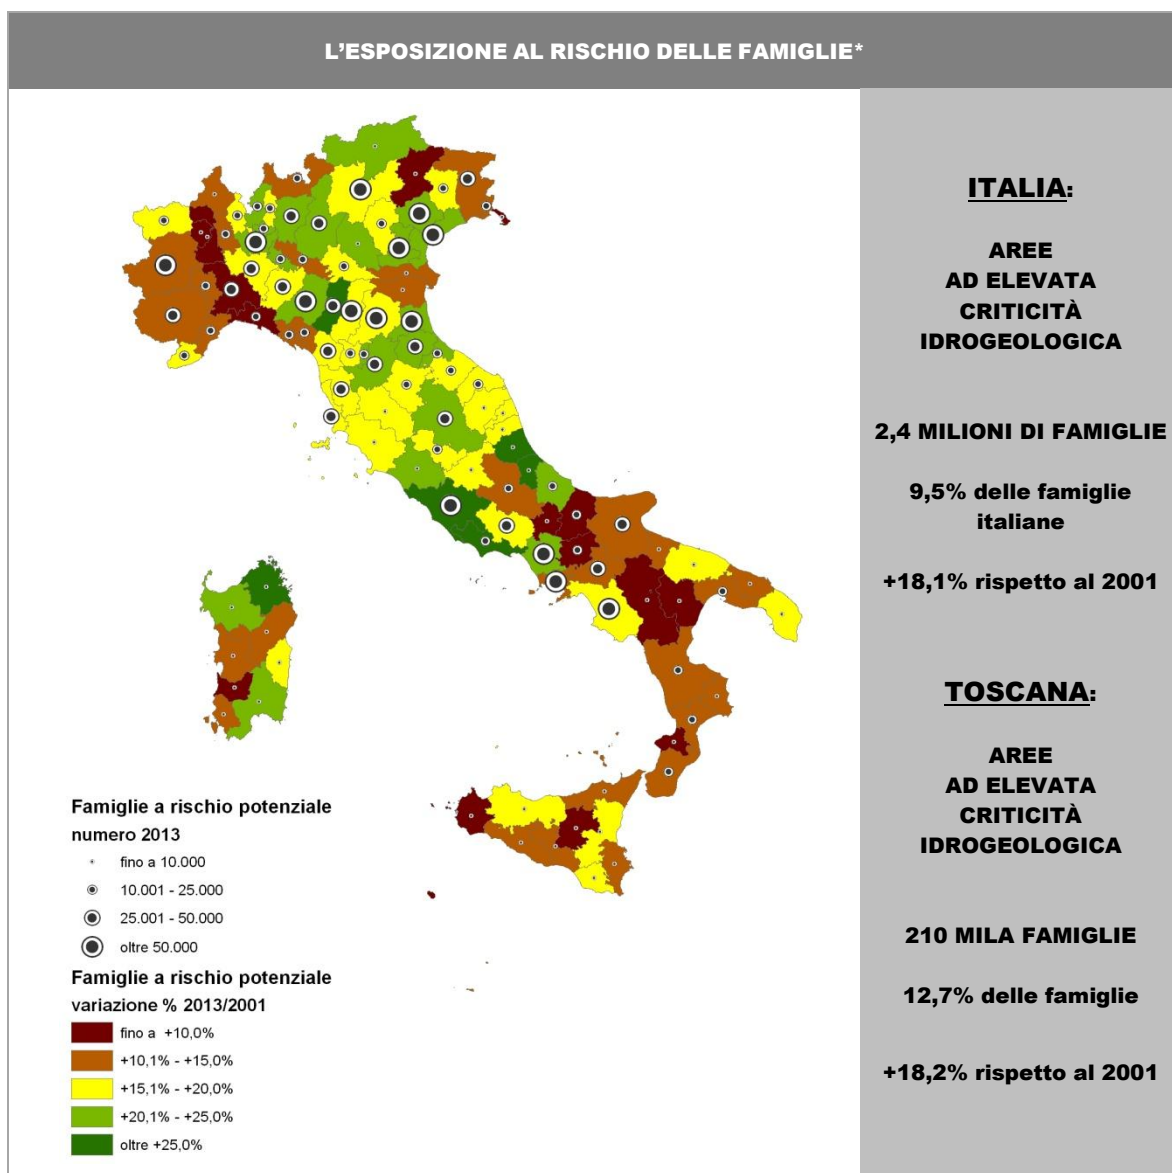 L'ESPOSIZIONE AL RISCHIO DELLE FAMIGLIE*
ITALIA:
AREE
AD ELEVATA
CRITICITÀ
IDROGEOLOGICA
2,4 MILIONI DI FAMIGLIE
9,5% delle famiglie
italiane
+18,1% rispetto al 2001
TOSCANA:
AREE
AD ELEVATA
CRITICITÀ
IDROGEOLOGICA
210 MILA FAMIGLIE
12,7% delle famiglie
+18,2% rispetto al 2001
Famiglie a rischio potenziale
numero 2013
fino a 10.000
10.001 - 25.000
25.001 - 50.000
oltre 50.000
Famiglie a rischio potenziale
variazione % 2013/2001
fino a +10,0%
+10,1% - +15,0%
+15,1% - +20,0%
+20,1% - +25,0%
oltre +25,0%